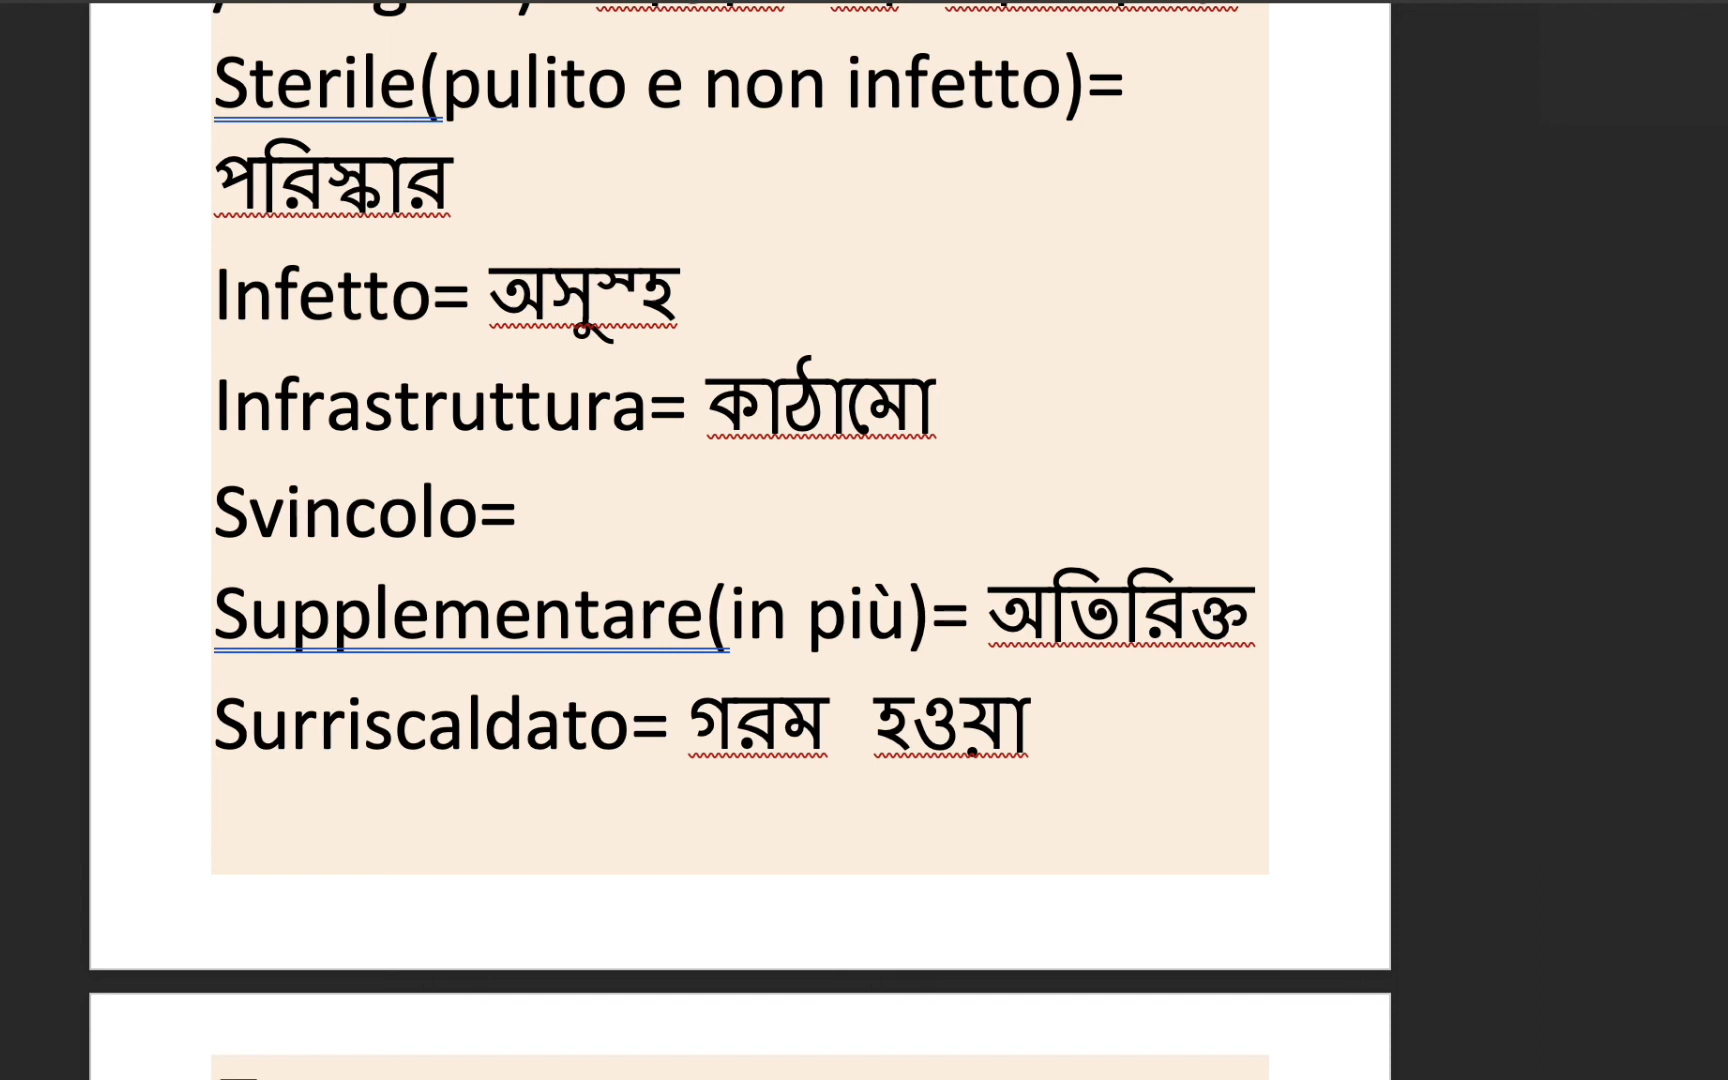 Sterile(pulito e non infetto)=
পরিস্কার
Infetto= অসুস্হ
Infrastruttura= কাঠামো
Svincolo=
Supplementare(in più)= অতিরিক্ত
Surriscaldato= গরম হওয়া